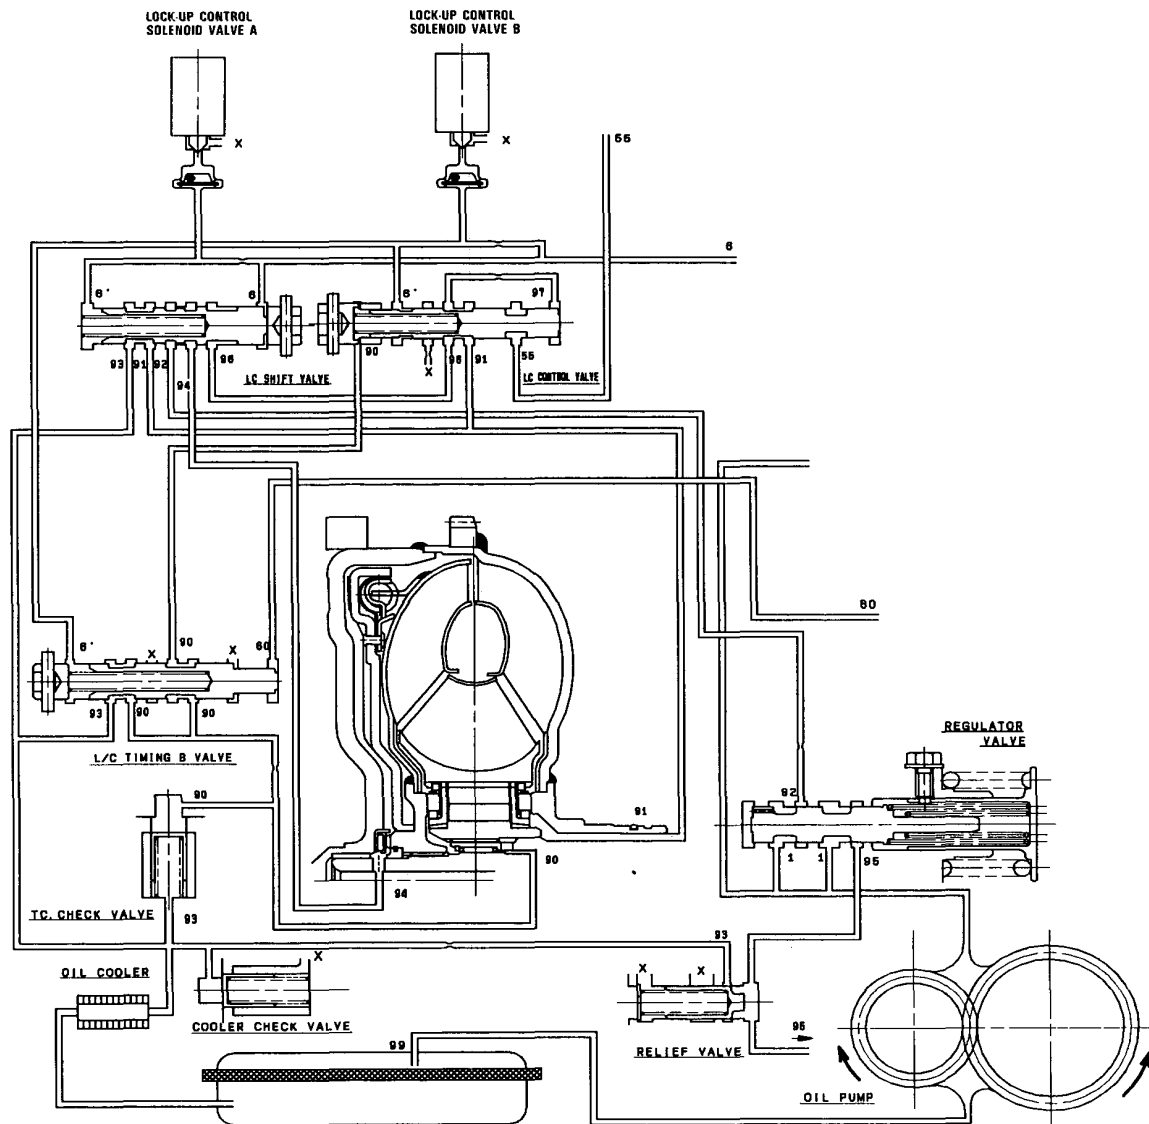 LOCK-UP CONTROL
SOLENOID VALVE A
LOCK-UP CONTROL
SOLENOID VALVE B
X
X
55
6
6'
6
6'
97
93
91
92
94
96
90
X
96
91
55
LC SHIFT VALVE
LC CONTROL VALVE
60
6'
X
90
X
60
93
90
90
L/C TIMING B VALVE
REGULATOR
VALVE
92
90
91
1
1
95
90
94
TC. CHECK VALVE
93
93
OIL COOLER
X
X
X
COOLER CHECK VALVE
99
RELIEF VALVE
95
OIL PUMP